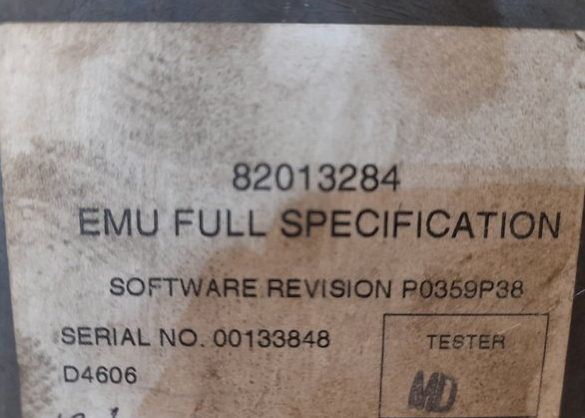 82013284
EMU FULL SPECIFICATION
SOFTWARE REVISION P0359P38
SERIAL NO. 00133848
TESTER
D4606
MD